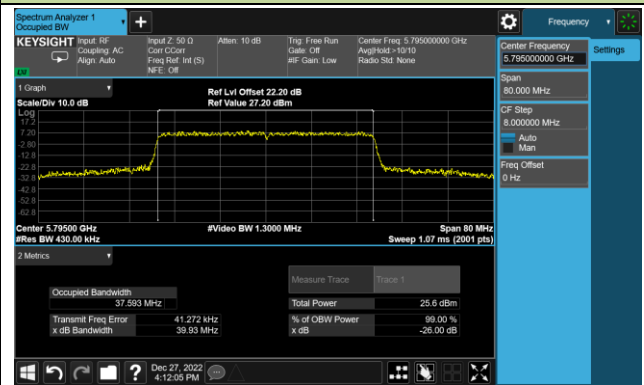 Spectrum Analyzer 1
Occupied BW
Frequency
KEYSIGHT
Input: RF
Coupling: AC
Align: Auto
Input Z: 50 Ω
Corr CCorr
Freq Ref: Int (S)
NFE: Off
Atten: 10 dB
Trig: Free Run
Gate: Off
#IF Gain: Low
Center Freq: 5.795000000 GHz
Avg|Hold:>10/10
Radio Std: None
Center Frequency
5.795000000 GHz
Settings
Span
80.000 MHz
CF Step
8.000000 MHz
Auto
Man
Freq Offset
0 Hz
1 Graph
Scale/Div 10.0 dB
Ref Lvl Offset 22.20 dB
Ref Value 27.20 dBm
Log
17.2
7.20
-2.80
-12.8
-22.8
-32.8
-42.8
-52.8
-62.8
Center 5.79500 GHz
#Video BW 1.3000 MHz
Span 80 MHz
#Res BW 430.00 kHz
Sweep 1.07 ms (2001 pts)
2 Metrics
Measure Trace
Trace 1
Occupied Bandwidth
37.593 MHz
Total Power
25.6 dBm
Transmit Freq Error
41.272 kHz
% of OBW Power
99.00 %
x dB Bandwidth
39.93 MHz
x dB
-26.00 dB
?
Dec 27, 2022
4:12:05 PM